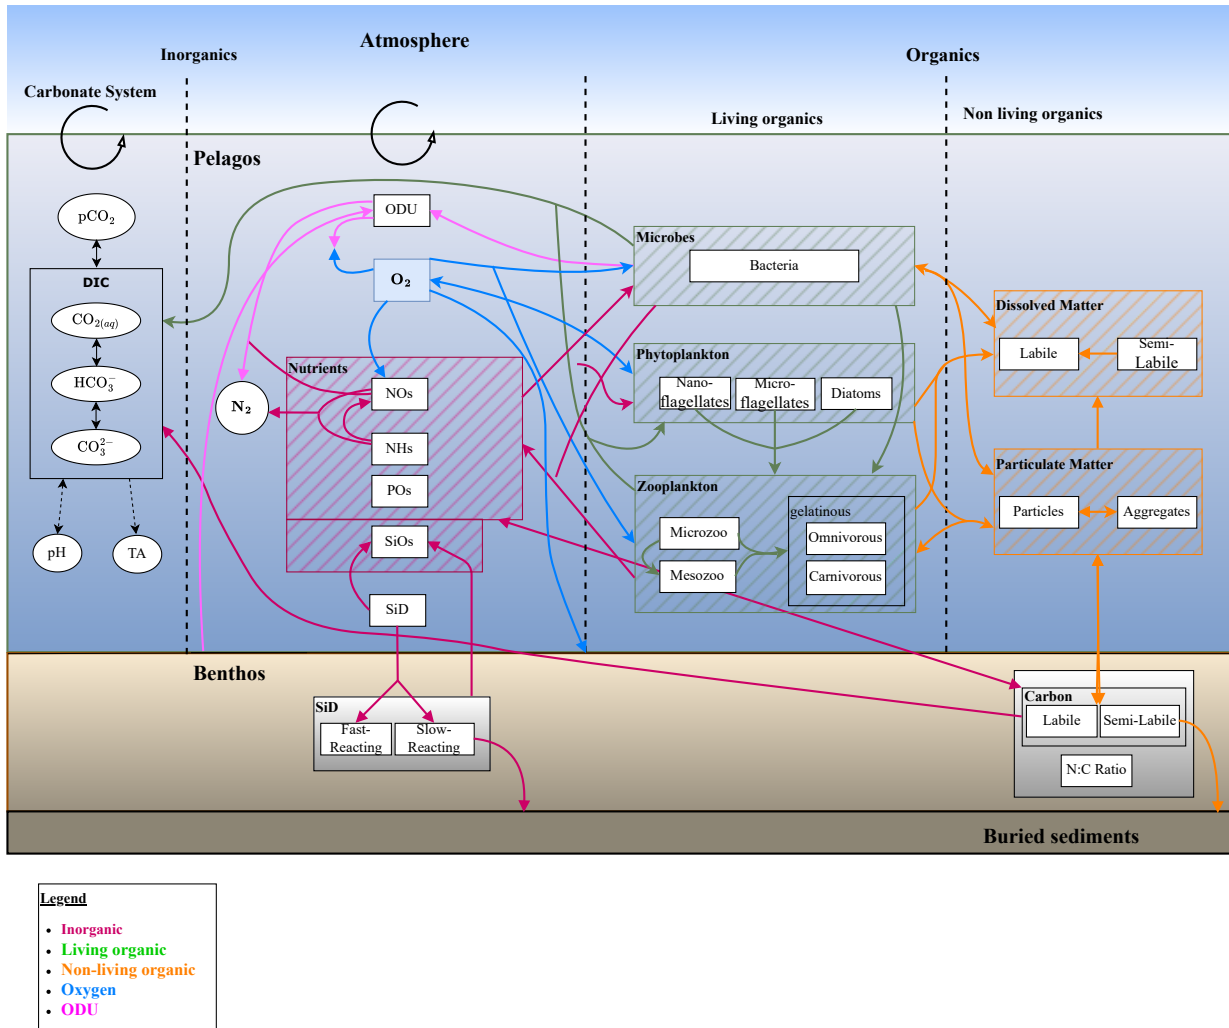 Atmosphere
Inorganics
Organics
Carbonate System
Living organics
Non living organics
Pelagos
pCO₂
ODU
Microbes
Bacteria
DIC
O₂
CO₂₍aq₎
HCO₃⁻
CO₃²⁻
N₂
Nutrients
NOs
NHs
POs
SiOs
SiD
pH
TA
Phytoplankton
Nano-
flagellates
Micro-
flagellates
Diatoms
Zooplankton
gelatinous
Microzoo
Mesozoo
Omnivorous
Carnivorous
Dissolved Matter
Labile
Semi-
Labile
Particulate Matter
Particles
Aggregates
Benthos
SiD
Fast-
Reacting
Slow-
Reacting
Carbon
Labile
Semi-Labile
N:C Ratio
Buried sediments
Legend
• Inorganic
• Living organic
• Non-living organic
• Oxygen
• ODU